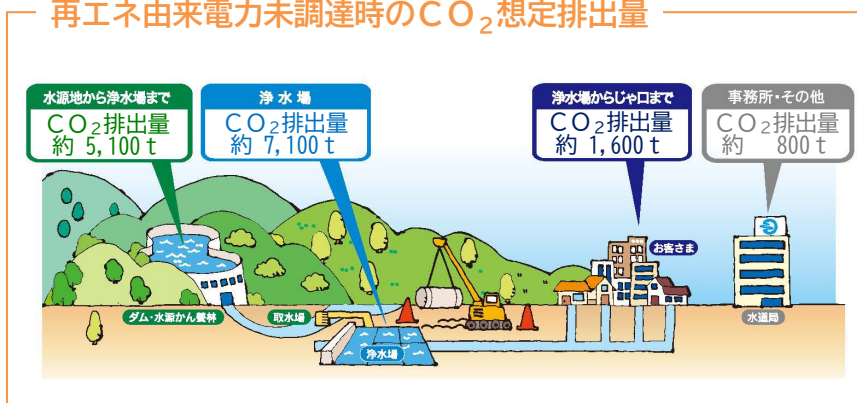 再エネ由来電力未調達時のCO₂想定排出量
水源地から浄水場まで
CO₂排出量
約 5,100 t
浄水場
CO₂排出量
約 7,100 t
浄水場からじゃ口まで
CO₂排出量
約 1,600 t
事務所・その他
CO₂排出量
約 800 t
お客さま
ダム・水源かん養林
取水場
浄水場
水道局